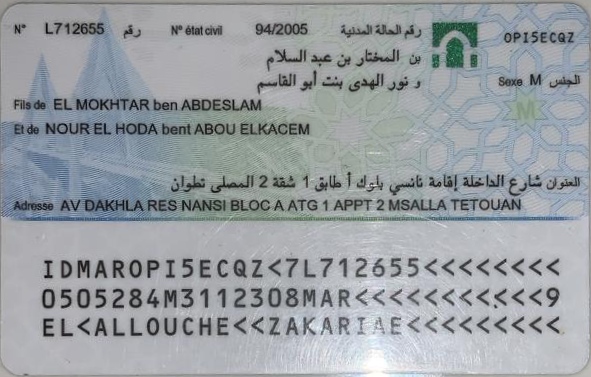 N° L712655 رقم N° état civil 94/2005 رقم الحالة المدنية OPI5ECQZ
بن المختار بن عبد السلام
و نور الهدى بنت أبو القاسم
Sexe M الجنس
M
Fils de EL MOKHTAR ben ABDESLAM
Et de NOUR EL HODA bent ABOU ELKACEM
العنوان شارع الداخلة إقامة نانسي بلوك أ طابق 1 شقة 2 المصلى تطوان
Adresse AV DAKHLA RES NANSI BLOC A ATG 1 APPT 2 MSALLA TETOUAN
IDMAROPI5ECQZ<7L712655<<<<<<<<
0505284M3112308MAR<<<<<<<<<<<9
EL<ALLOUCHE<<ZAKARIAE<<<<<<<<<